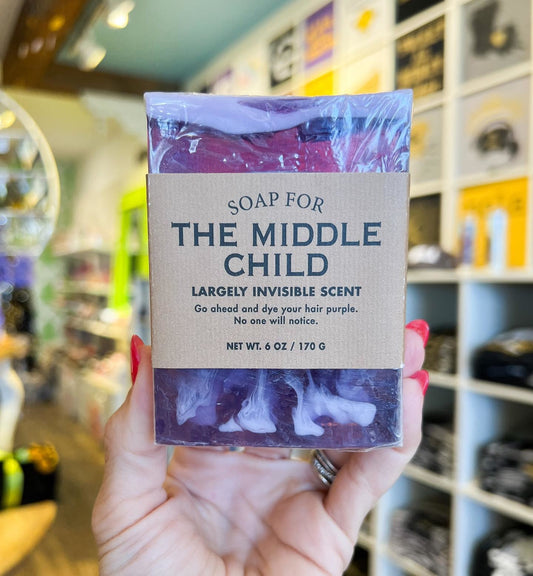 SOAP FOR
THE MIDDLE
CHILD
LARGELY INVISIBLE SCENT
Go ahead and dye your hair purple.
No one will notice.
NET WT. 6 OZ / 170 G